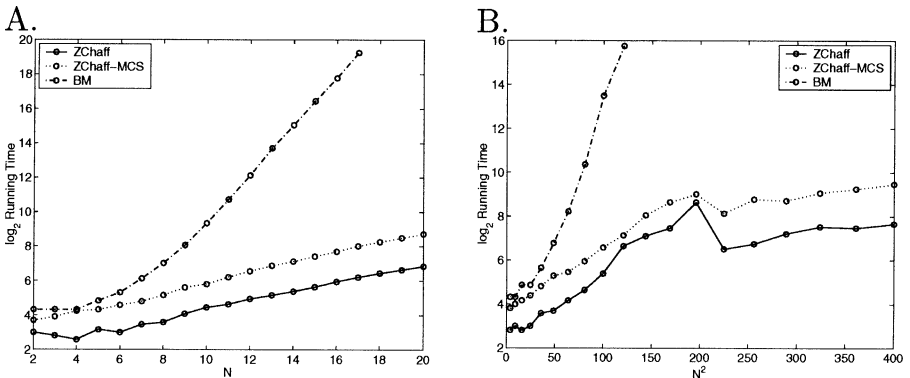 A.
ZChaff
ZChaff-MCS
BM
20
18
16
14
12
10
8
6
4
2
log2 Running Time
2 4 6 8 10 12 14 16 18 20
N
B.
ZChaff
ZChaff-MCS
BM
16
14
12
10
8
6
4
2
log2 Running Time
0 50 100 150 200 250 300 350 400
N²